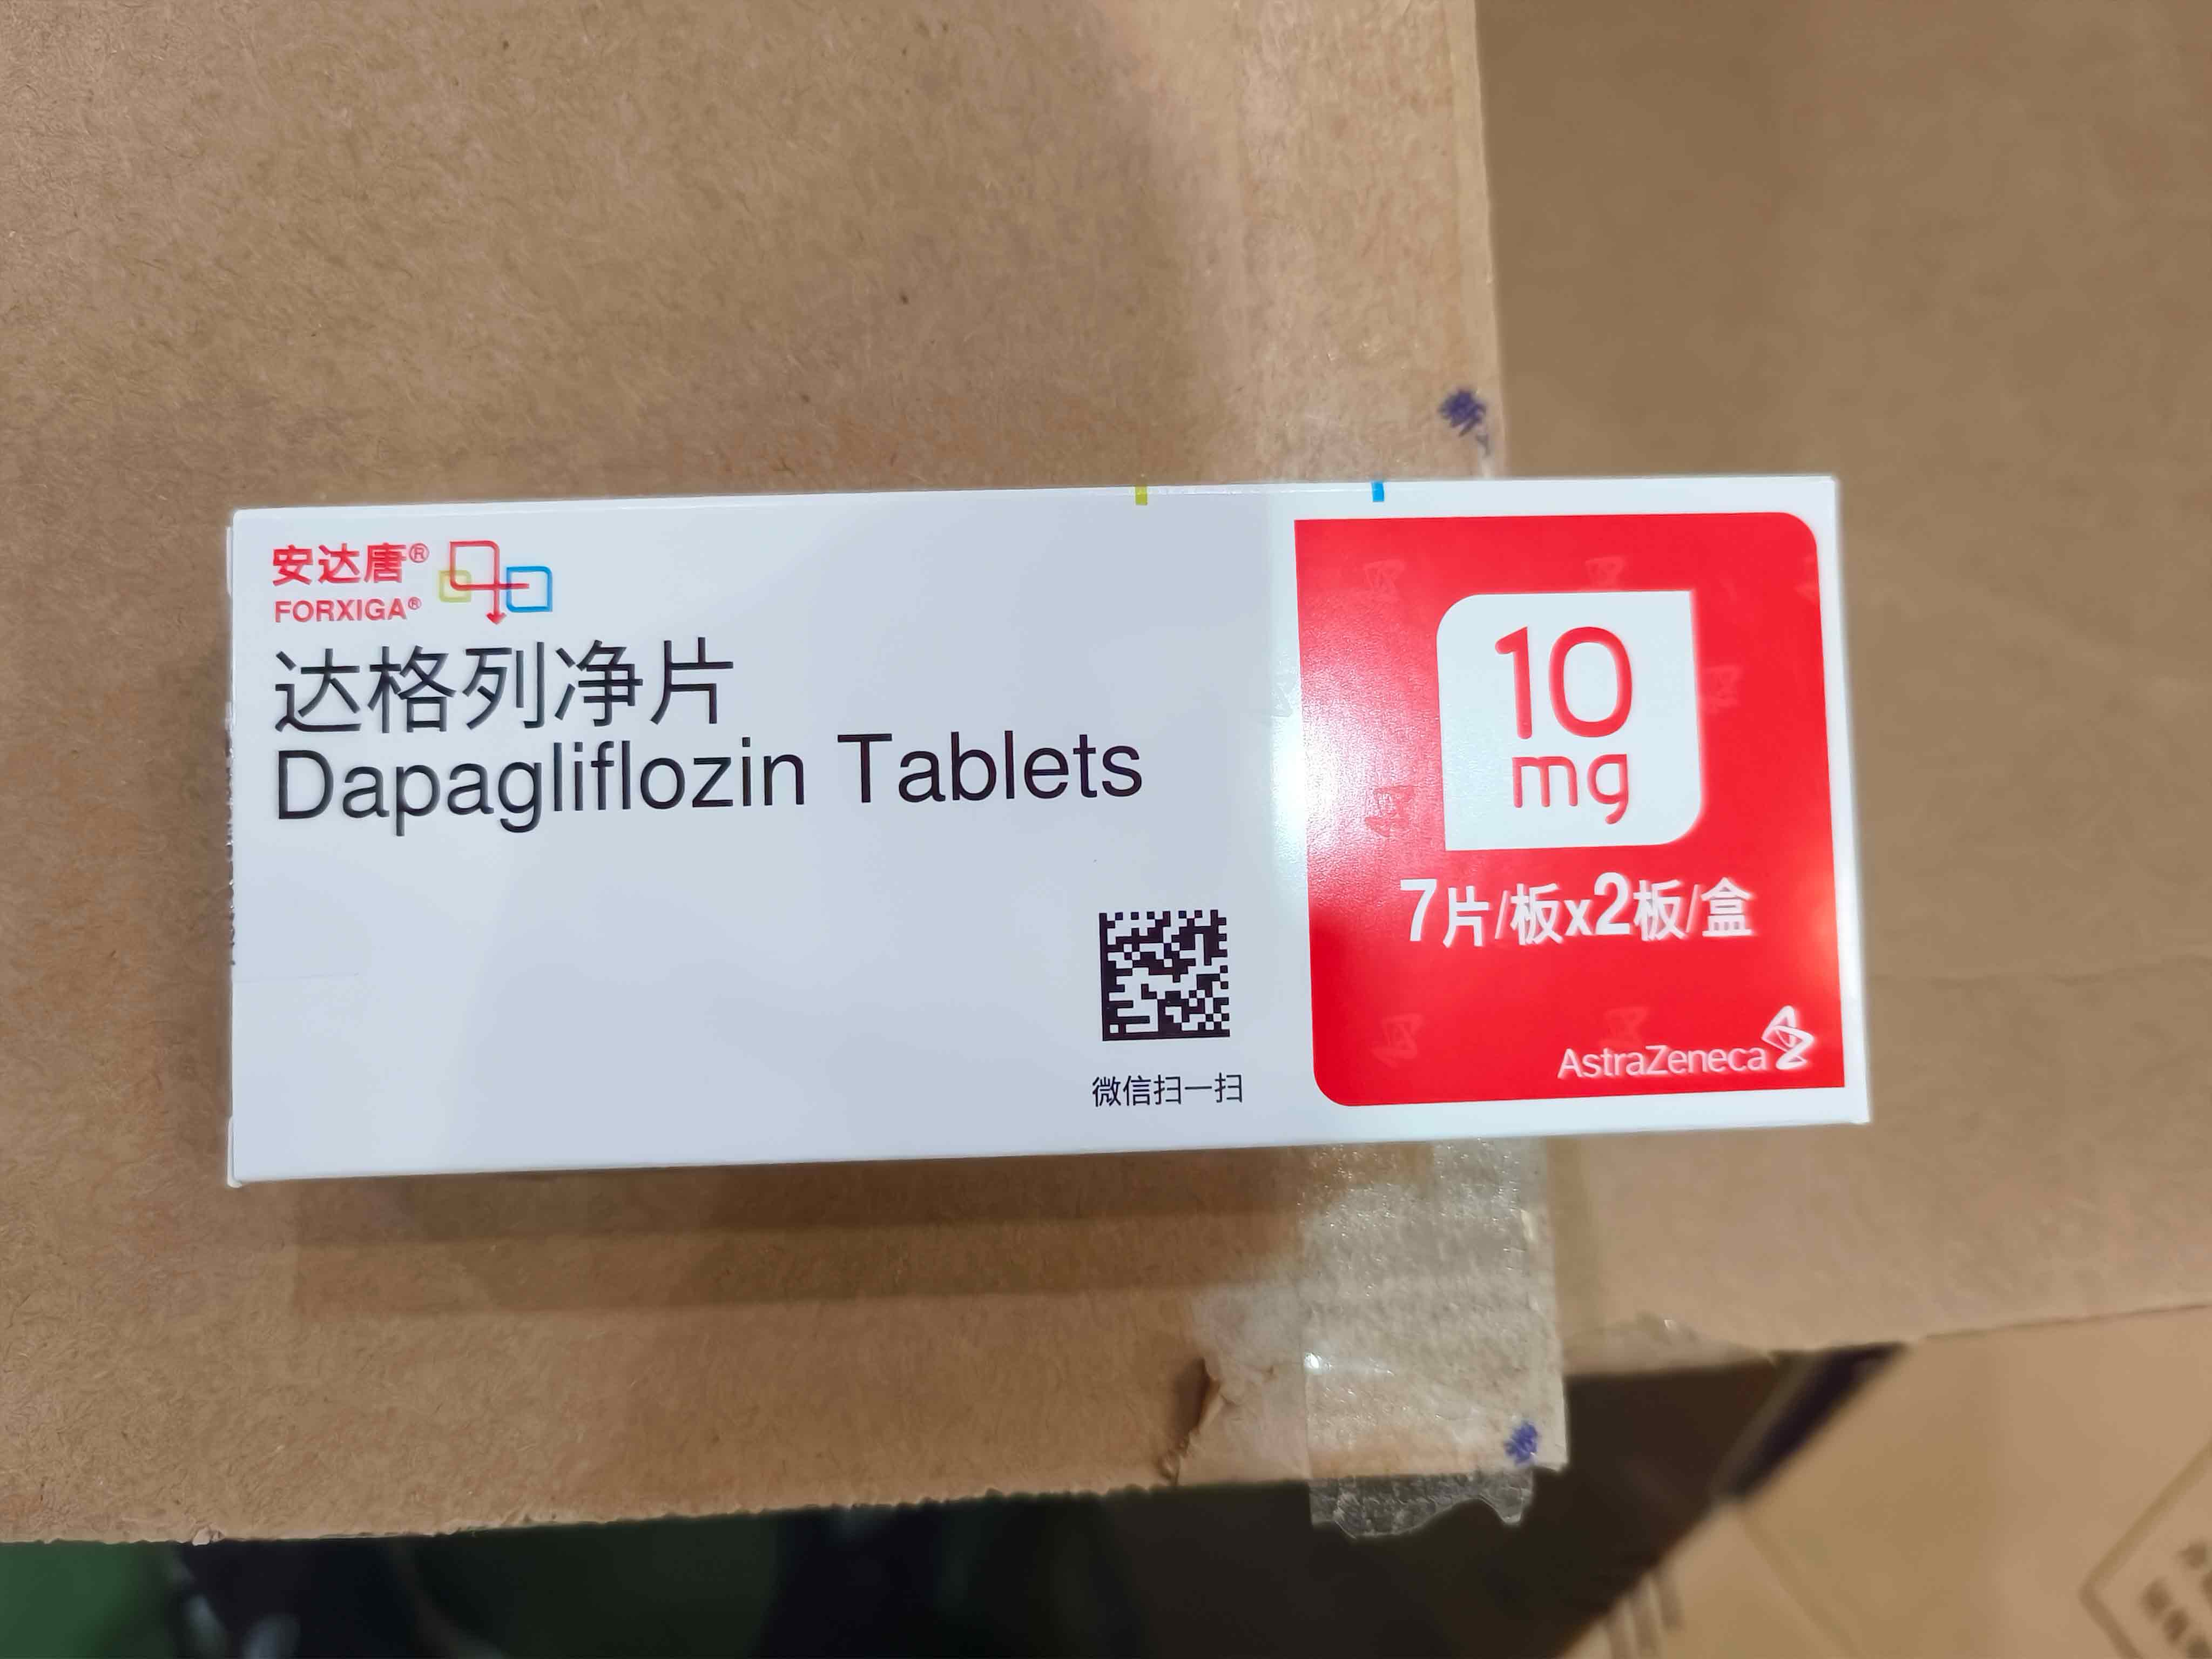 安达唐®
FORXIGA®
达格列净片
Dapagliflozin Tablets
微信扫一扫
10
mg
7片/板x2板/盒
AstraZeneca